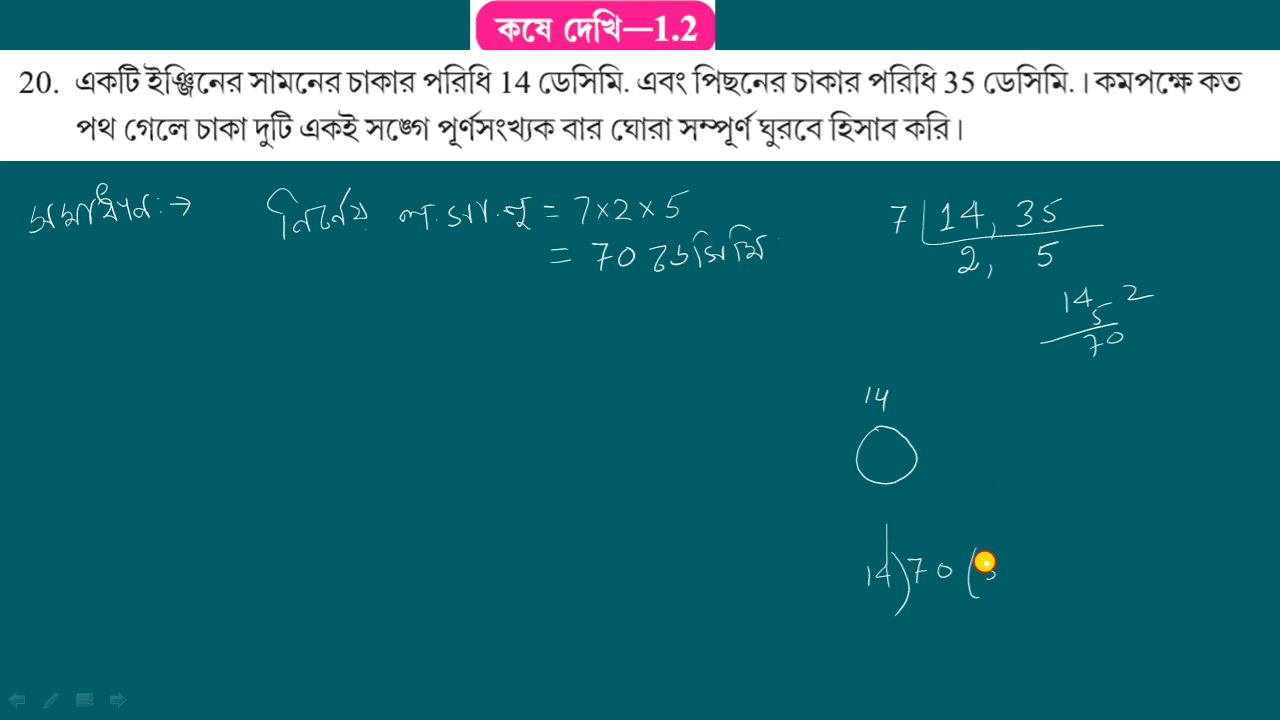 কষে দেখি—1.2
20. একটি ইঞ্জিনের সামনের চাকার পরিধি 14 ডেসিমি. এবং পিছনের চাকার পরিধি 35 ডেসিমি.। কমপক্ষে কত
পথ গেলে চাকা দুটি একই সঙ্গে পূর্ণসংখ্যক বার ঘোরা সম্পূর্ণ ঘুরবে হিসাব করি।
সমাধান:→ নির্নেয় ল.সা.গু = 7×2×5
= 70 ডেসিমি
7 14, 35
2, 5
14 2
5
70
14
14)70(